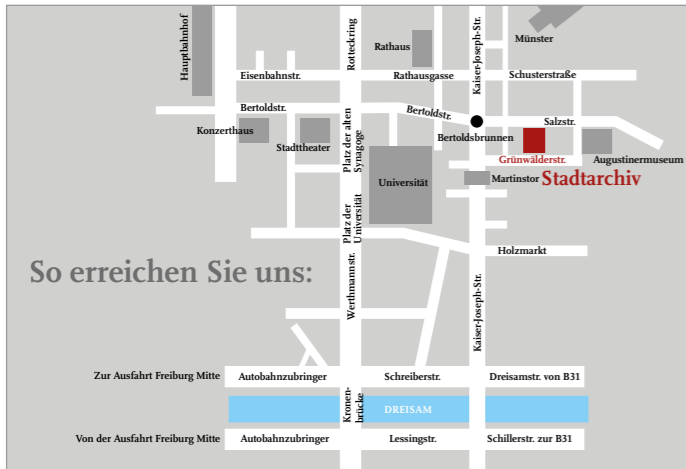 Hauptbahnhof
Rotteckring
Kaiser-Joseph-Str.
Münster
Rathaus
Eisenbahnstr.
Rathausgasse
Schusterstraße
Bertoldstr.
Bertoldstr.
Salzstr.
Konzerthaus
Stadttheater
Platz der alten
Synagoge
Bertoldsbrunnen
Grünwälderstr.
Augustinermuseum
Universität
Martinstor
Stadtarchiv
Platz der
Universität
Holzmarkt
So erreichen Sie uns:
Werthmannstr.
Kaiser-Joseph-Str.
Zur Ausfahrt Freiburg Mitte
Autobahnzubringer
Schreiberstr.
Dreisamstr. von B31
Kronen-
brücke
DREISAM
Von der Ausfahrt Freiburg Mitte
Autobahnzubringer
Lessingstr.
Schillerstr. zur B31